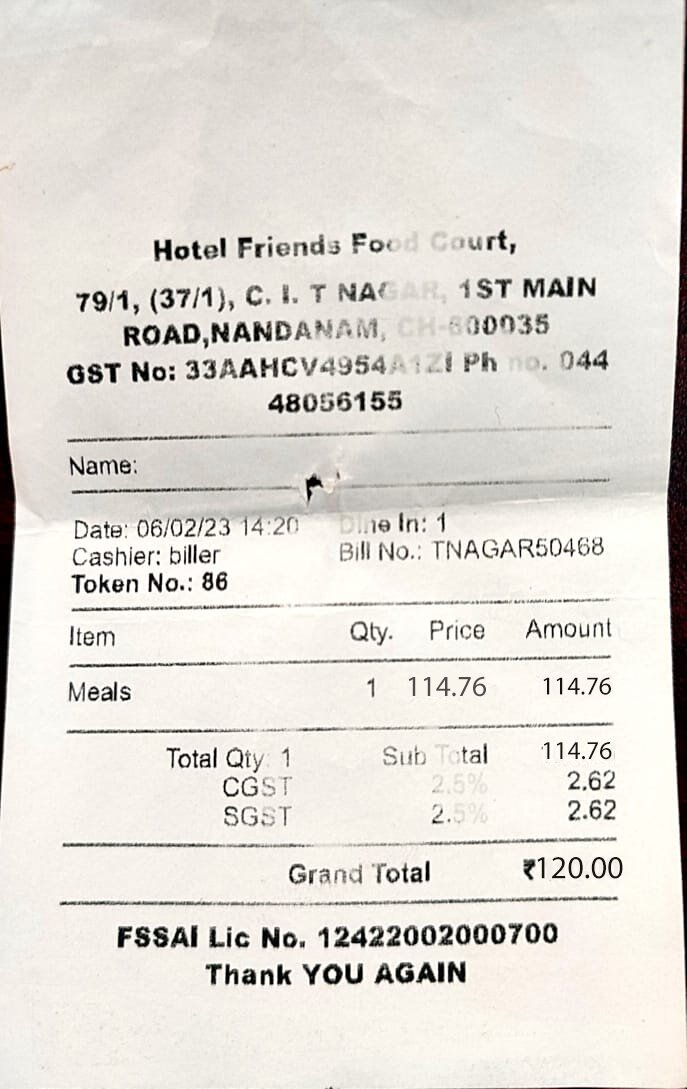 Hotel Friends Food Court,
79/1, (37/1), C. I. T NAGAR, 1ST MAIN
ROAD,NANDANAM, CH-600035
GST No: 33AAHCV4954A1ZI Ph no. 044
48056155
Name:
Date: 06/02/23 14:20 Dine In: 1
Cashier: biller Bill No.: TNAGAR50468
Token No.: 86
Item Qty. Price Amount
Meals 1 114.76 114.76
Total Qty: 1 Sub Total 114.76
CGST 2.5% 2.62
SGST 2.5% 2.62
Grand Total ₹120.00
FSSAI Lic No. 12422002000700
Thank YOU AGAIN